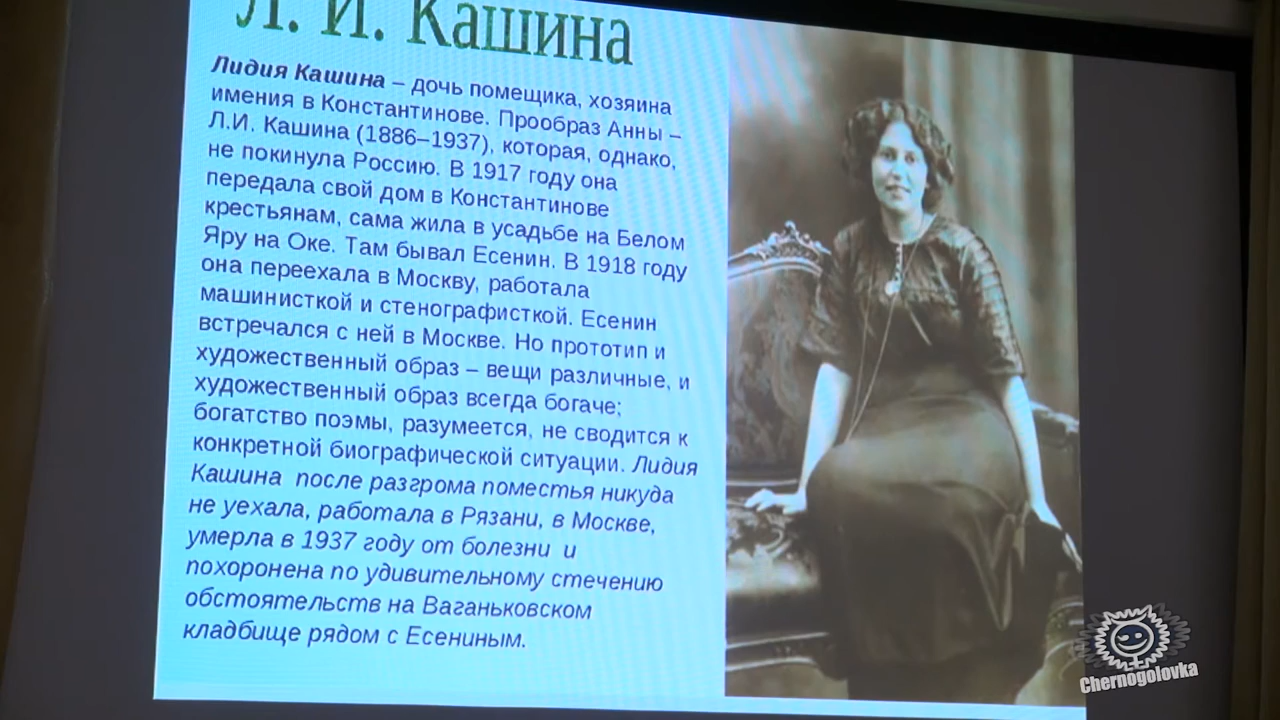 Л. И. Кашина
Лидия Кашина – дочь помещика, хозяина
имения в Константинове. Прообраз Анны –
Л.И. Кашина (1886–1937), которая, однако,
не покинула Россию. В 1917 году она
передала свой дом в Константинове
крестьянам, сама жила в усадьбе на Белом
Яру на Оке. Там бывал Есенин. В 1918 году
она переехала в Москву, работала
машинисткой и стенографисткой. Есенин
встречался с ней в Москве. Но прототип и
художественный образ – вещи различные, и
художественный образ всегда богаче;
богатство поэмы, разумеется, не сводится к
конкретной биографической ситуации. Лидия
Кашина после разгрома поместья никуда
не уехала, работала в Рязани, в Москве,
умерла в 1937 году от болезни и
похоронена по удивительному стечению
обстоятельств на Ваганьковском
кладбище рядом с Есениным.
Chernogolovka